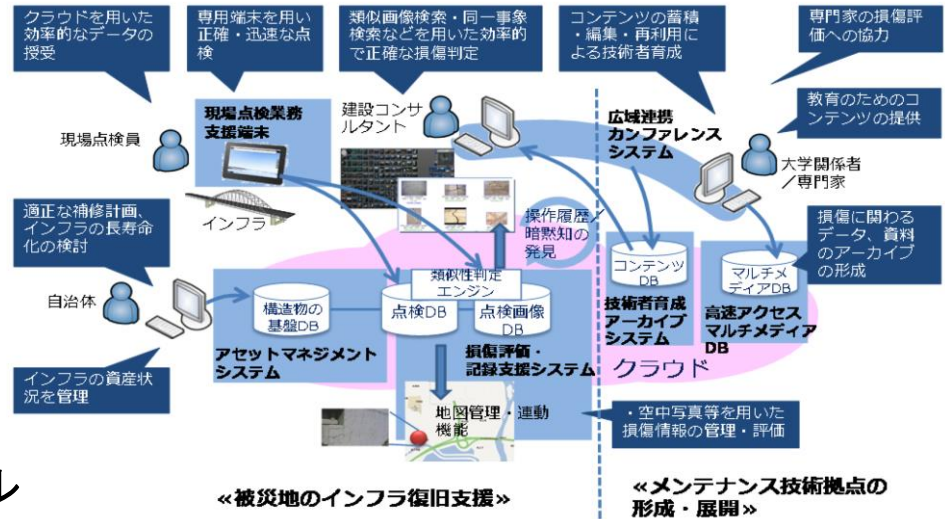 クラウドを用いた
効率的なデータの
授受
専用端末を用い
正確・迅速な点
検
類似画像検索・同一事象
検索などを用いた効率的
で正確な損傷判定
コンテンツの蓄積
・編集・再利用に
よる技術者育成
専門家の損傷評
価への協力
現場点検員
現場点検業務
支援端末
建設コンサ
ルタント
広域連携
カンファレンス
システム
教育のためのコ
ンテンツの提供
大学関係者
／専門家
インフラ
適正な補修計画、
インフラの長寿命
化の検討
操作履歴／
暗黙知の
発見
損傷に関わる
データ、資料
のアーカイブ
の形成
自治体
構造物の
基盤DB
類似性判定
エンジン
点検DB
点検画像
DB
コンテンツ
DB
マルチメ
ディアDB
アセットマネジメント
システム
損傷評価・
記録支援システム
技術者育成
アーカイブ
システム
高速アクセス
マルチメディア
DB
クラウド
インフラの資産状
況を管理
地図管理・連動
機能
・空中写真等を用いた
損傷情報の管理・評価
ル
≪被災地のインフラ復旧支援≫
≪メンテナンス技術拠点の
形成・展開≫